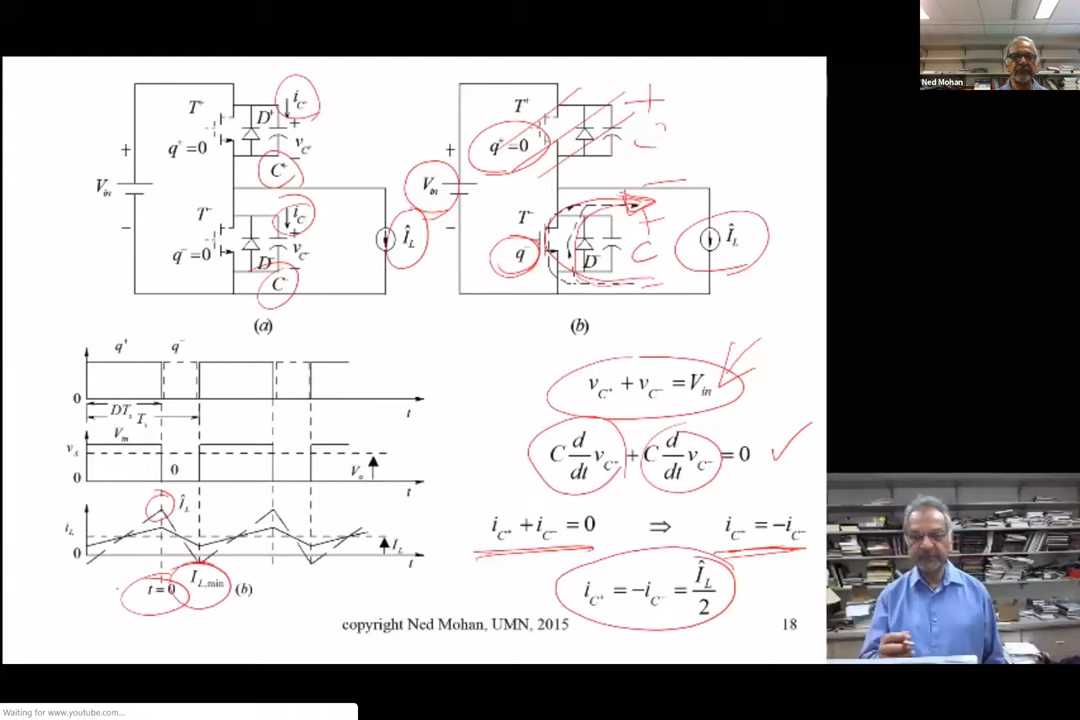 Ned Mohan
T⁺
D⁺
i_C⁺
+
v_C⁺
−
q⁺=0
C⁺
+
V_in
−
T⁻
i_C⁻
+
v_C⁻
−
q⁻=0
D⁻
C⁻
Î_L
(a)
T⁺
q⁺=0
+
C
−
+
V_in
−
T⁻
q⁻
D⁻
+
C
−
Î_L
(b)
q⁺ q⁻
0
DT_s
T_s
t
V_in
v_A
0
0
V_o
t
Î_L
i_L
0
I_L
t
t=0
I_L,min
(b)
v_C⁺ + v_C⁻ = V_in
C d/dt v_C⁺ + C d/dt v_C⁻ = 0
i_C⁺ + i_C⁻ = 0 ⇒ i_C⁺ = −i_C⁻
i_C⁺ = −i_C⁻ = Î_L/2
copyright Ned Mohan, UMN, 2015
18
Waiting for www.youtube.com...